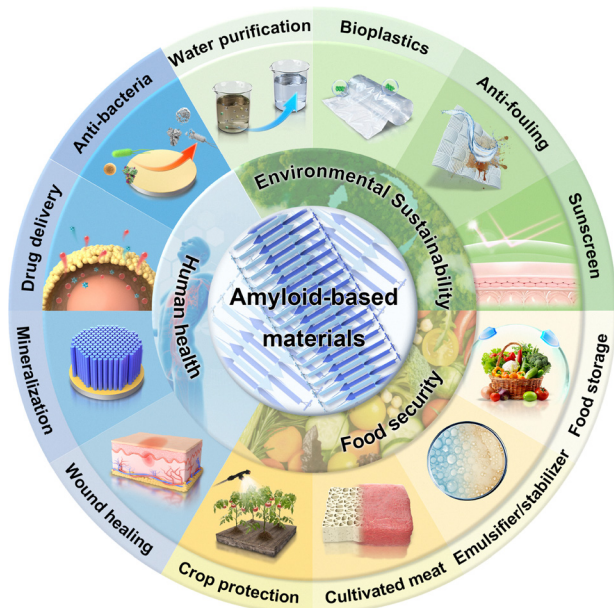 Water purification
Bioplastics
Anti-fouling
Sunscreen
Food storage
Emulsifier/stabilizer
Cultivated meat
Crop protection
Wound healing
Mineralization
Drug delivery
Anti-bacteria
Environmental Sustainability
Food security
Human health
Amyloid-based
materials